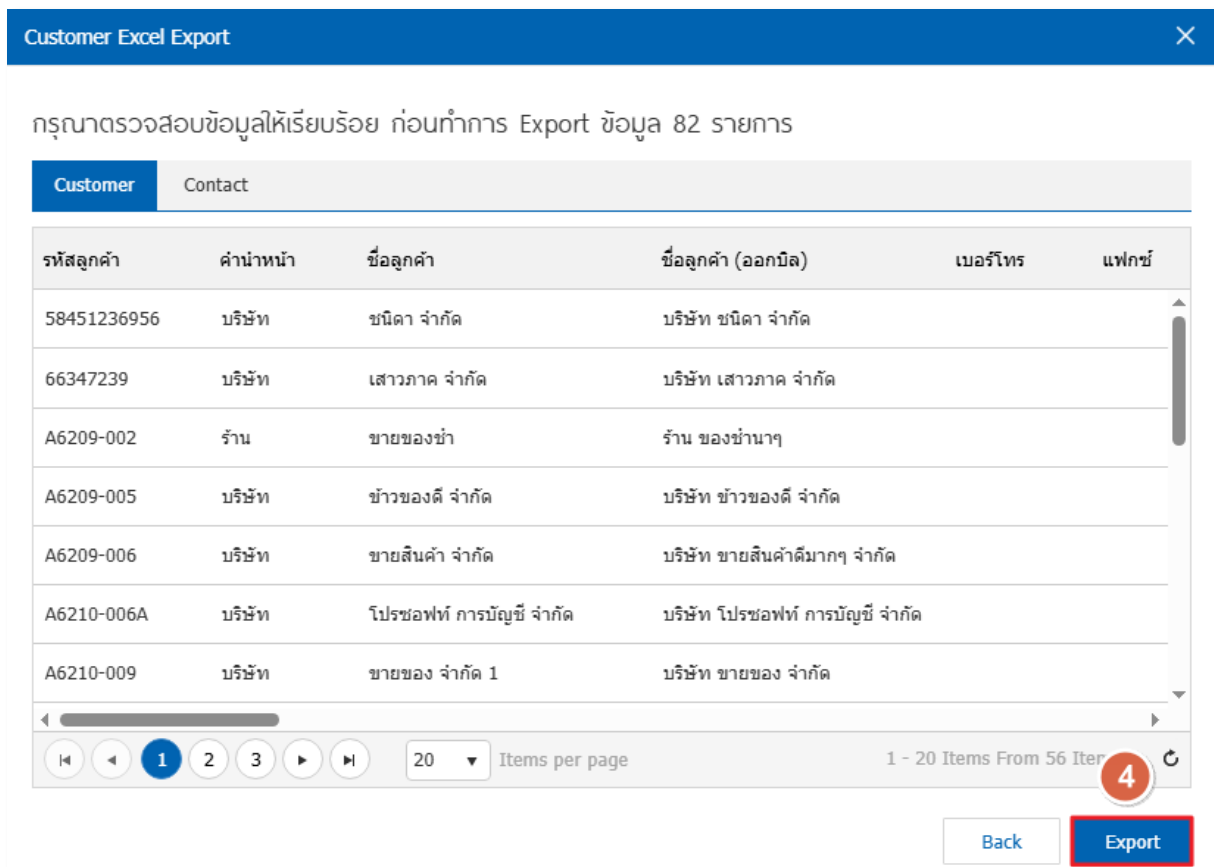 Customer Excel Export
กรุณาตรวจสอบข้อมูลให้เรียบร้อย ก่อนทำการ Export ข้อมูล 82 รายการ
Customer Contact
รหัสลูกค้า คำนำหน้า ชื่อลูกค้า ชื่อลูกค้า (ออกบิล) เบอร์โทร แฟกซ์
58451236956 บริษัท ชนิดา จำกัด บริษัท ชนิดา จำกัด
66347239 บริษัท เสาวภาค จำกัด บริษัท เสาวภาค จำกัด
A6209-002 ร้าน ขายของชำ ร้าน ของชำนาๆ
A6209-005 บริษัท ข้าวของดี จำกัด บริษัท ข้าวของดี จำกัด
A6209-006 บริษัท ขายสินค้า จำกัด บริษัท ขายสินค้าดีมากๆ จำกัด
A6210-006A บริษัท โปรซอฟท์ การบัญชี จำกัด บริษัท โปรซอฟท์ การบัญชี จำกัด
A6210-009 บริษัท ขายของ จำกัด 1 บริษัท ขายของ จำกัด
1 2 3 20 Items per page 1 - 20 Items From 56
4
Back Export